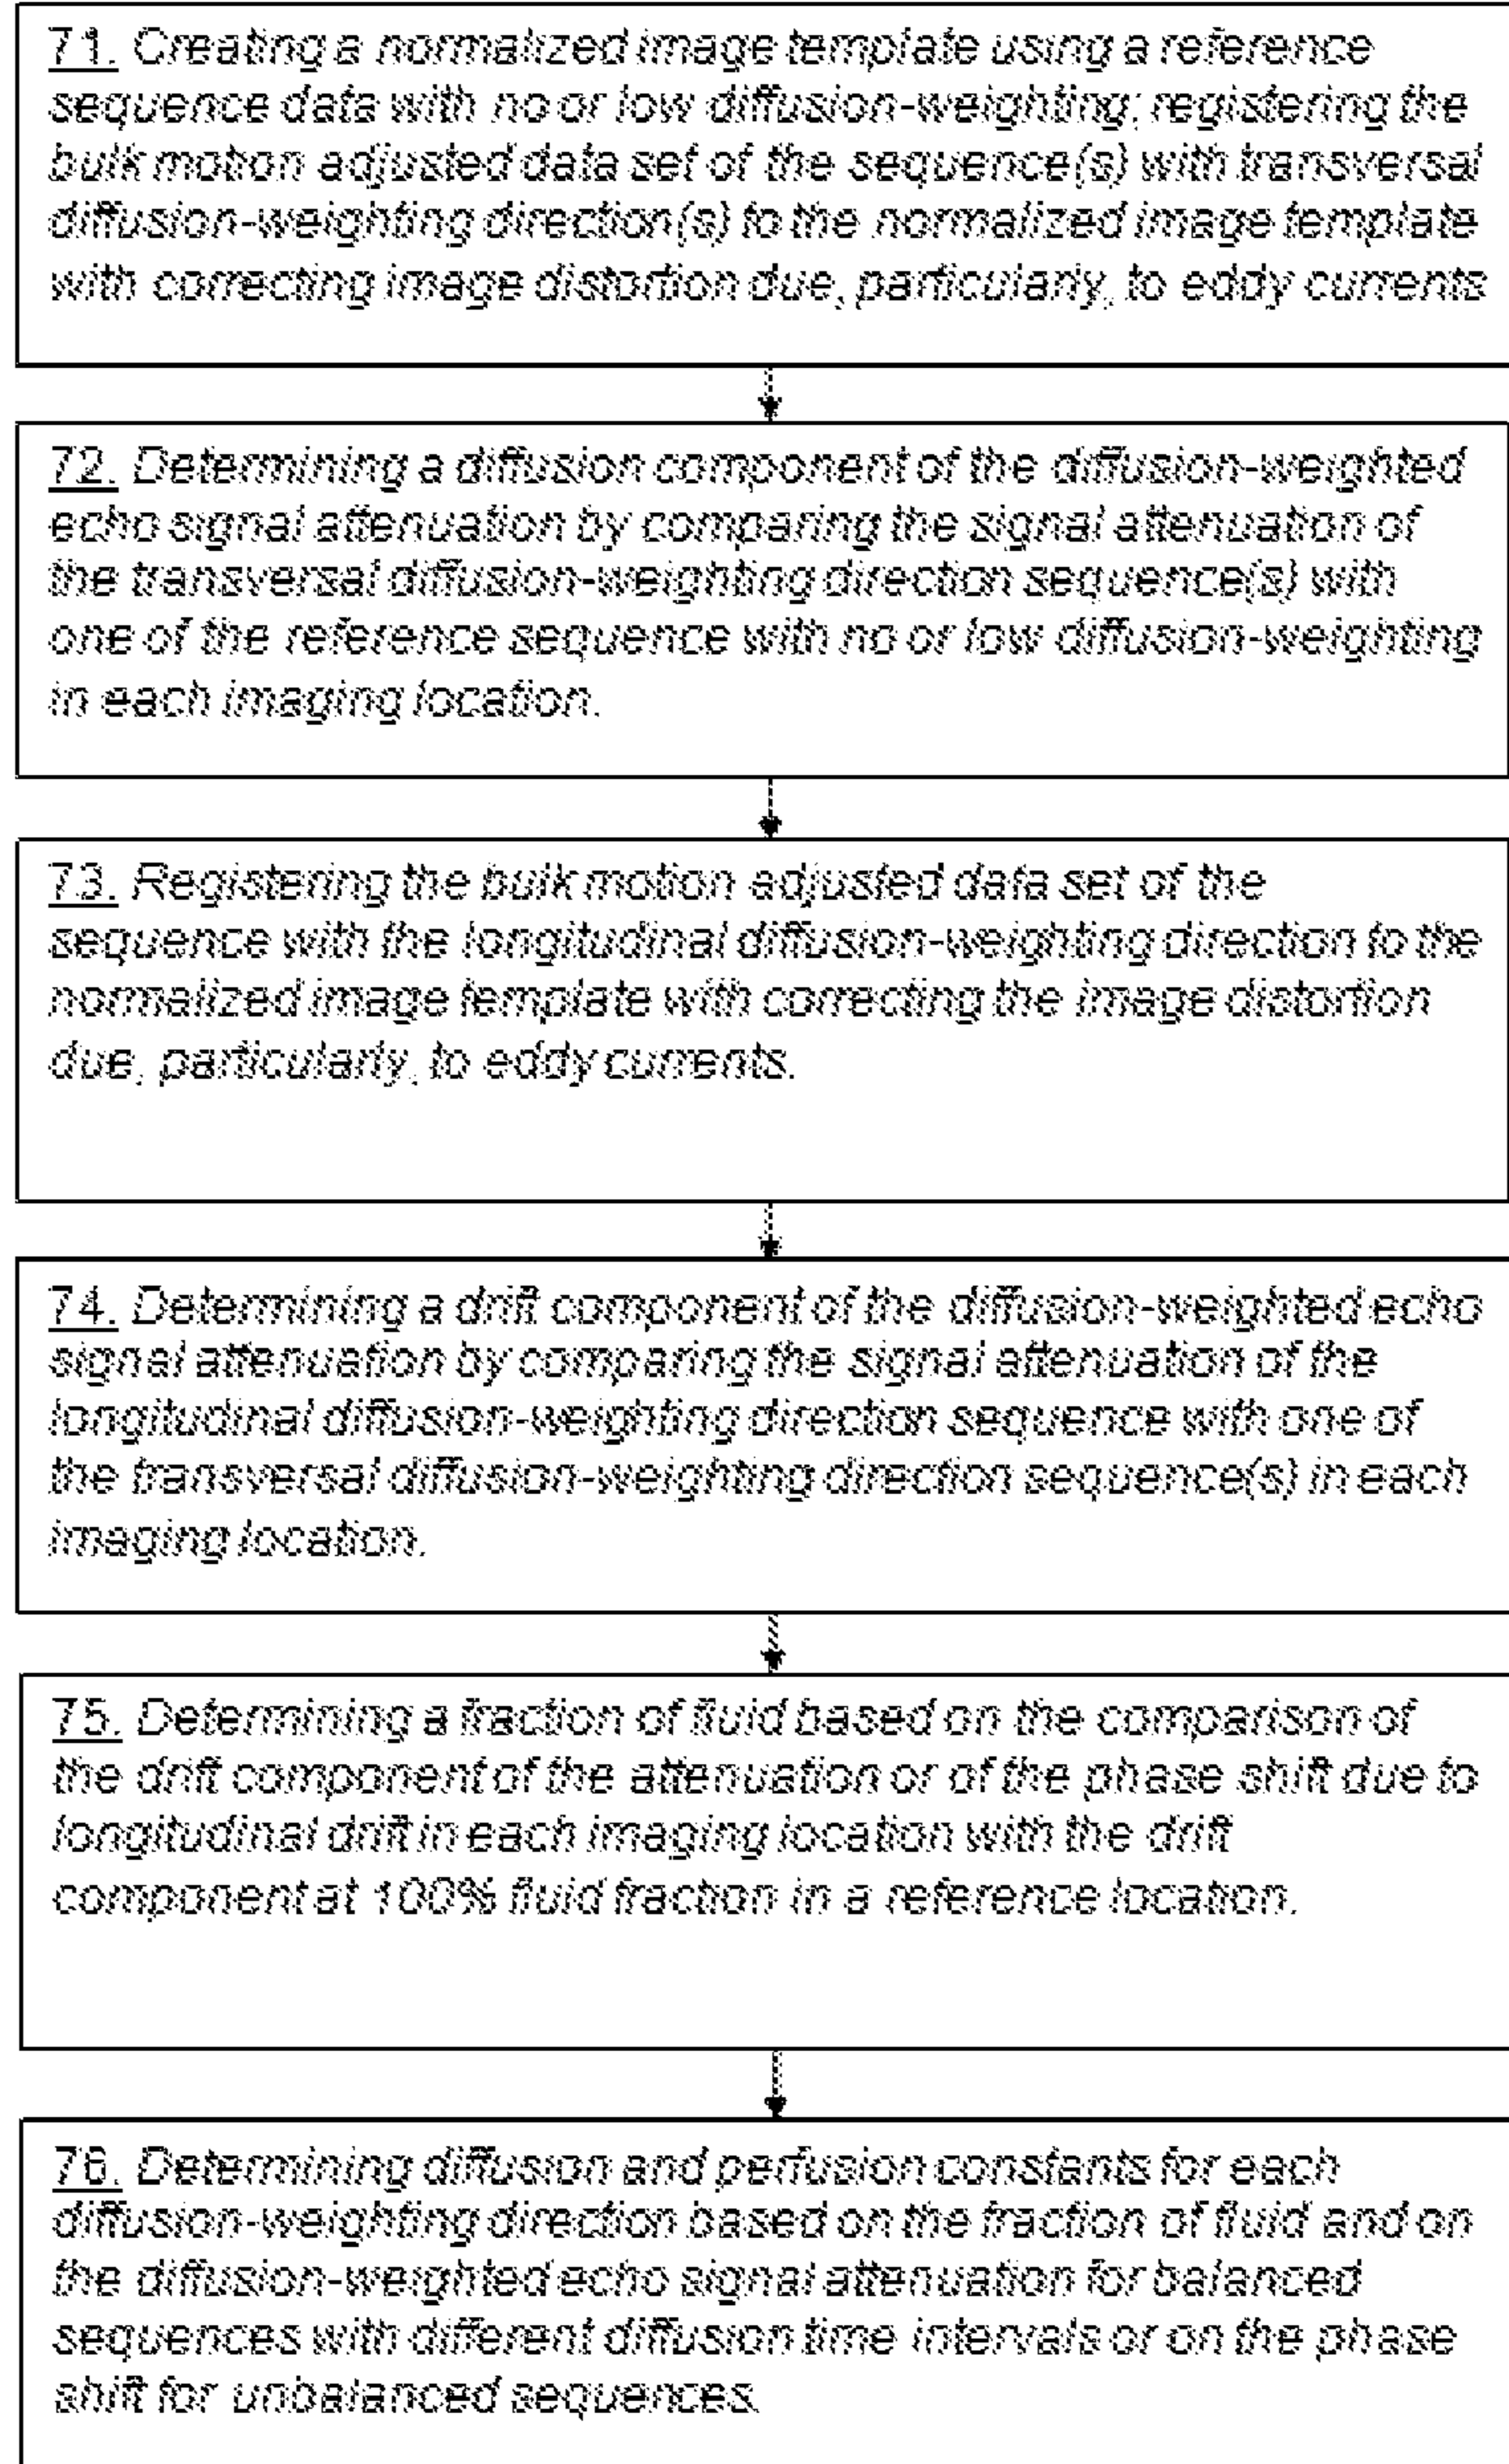 71. Creating a normalized image template using a reference
sequence data with no or low diffusion-weighting; registering the
bulk motion adjusted data set of the sequence(s) with transversal
diffusion-weighting direction(s) to the normalized image template
with correcting image distortion due, particularly, to eddy currents
72. Determining a diffusion component of the diffusion-weighted
echo signal attenuation by comparing the signal attenuation of
the transversal diffusion-weighting direction sequence(s) with
one of the reference sequence with no or low diffusion-weighting
in each imaging location.
73. Registering the bulk motion adjusted data set of the
sequence with the longitudinal diffusion-weighting direction to the
normalized image template with correcting the image distortion
due, particularly, to eddy currents.
74. Determining a drift component of the diffusion-weighted echo
signal attenuation by comparing the signal attenuation of the
longitudinal diffusion-weighting direction sequence with one of
the transversal diffusion-weighting direction sequence(s) in each
imaging location.
75. Determining a fraction of fluid based on the comparison of
the drift component of the attenuation or of the phase shift due to
longitudinal drift in each imaging location with the drift
component at 100% fluid fraction in a reference location.
76. Determining diffusion and perfusion constants for each
diffusion-weighting direction based on the fraction of fluid and on
the diffusion-weighted echo signal attenuation for balanced
sequences with different diffusion time intervals or on the phase
shift for unbalanced sequences.